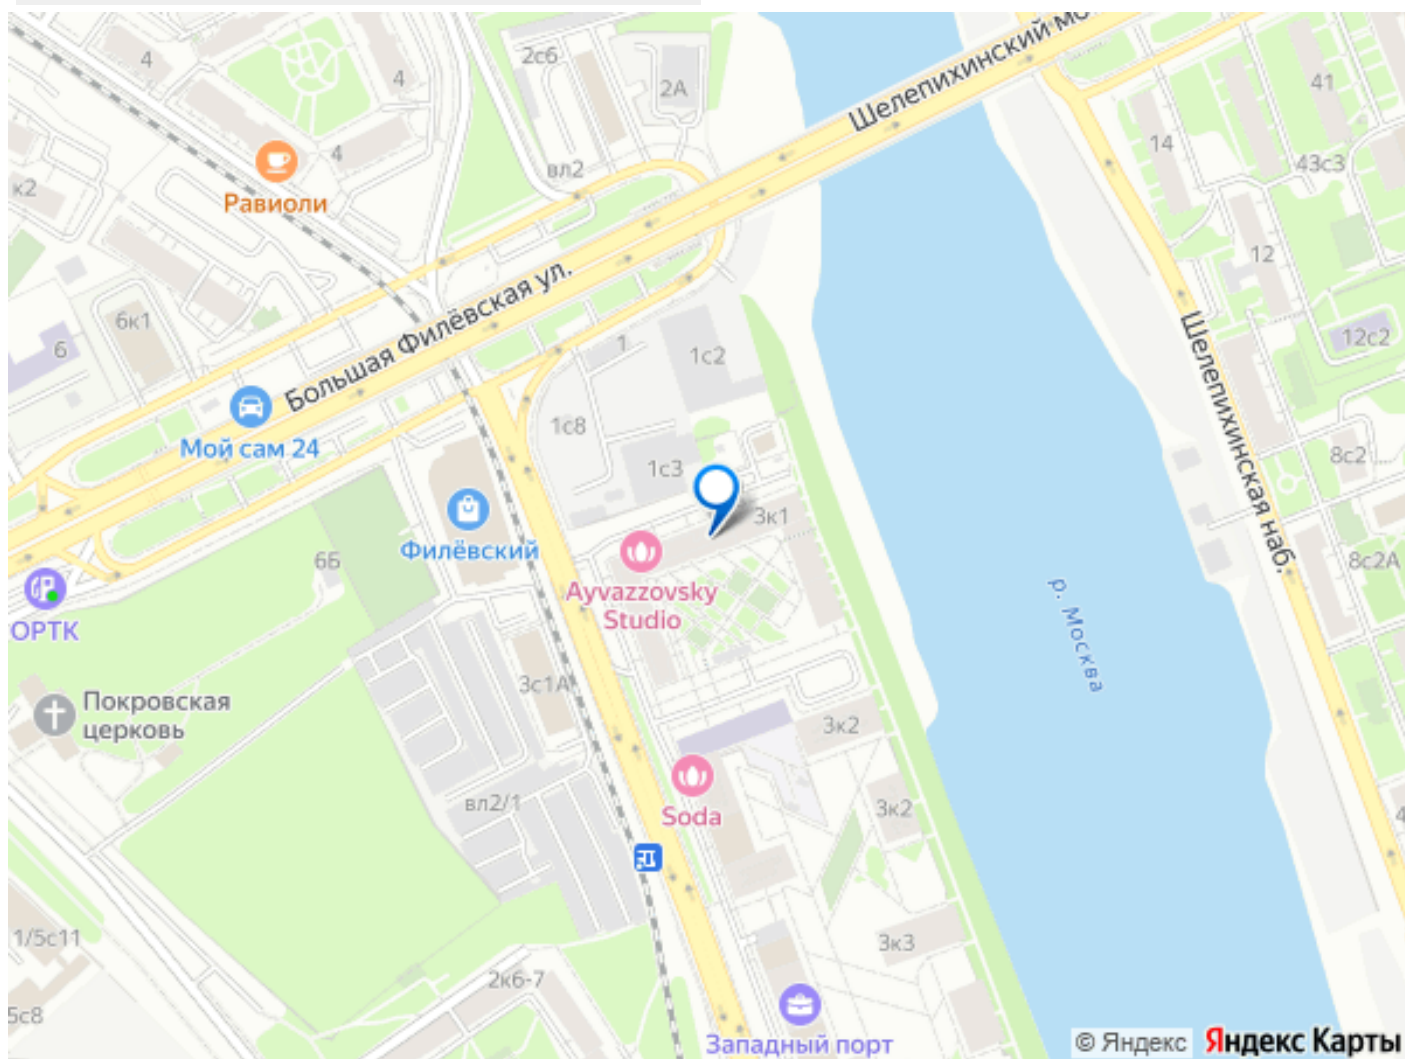 4
2с6
2А
Шелепихинский мо
41
14
43с3
4
4
вл2
к2
Равиоли
12
Большая Филёвская ул.
6к1
6
1
1с2
12с2
Шелепихинская наб.
Мой сам 24
1с8
1с3
8с2
3к1
Филёвский
6Б
8с2А
Ayvazzovsky
Studio
ОРТК
р. Москва
Покровская
церковь
3с1А
3к2
вл2/1
Soda
3к2
4
1/5с11
3к3
2к6-7
5с8
Западный порт
© Яндекс
Яндекс Карты